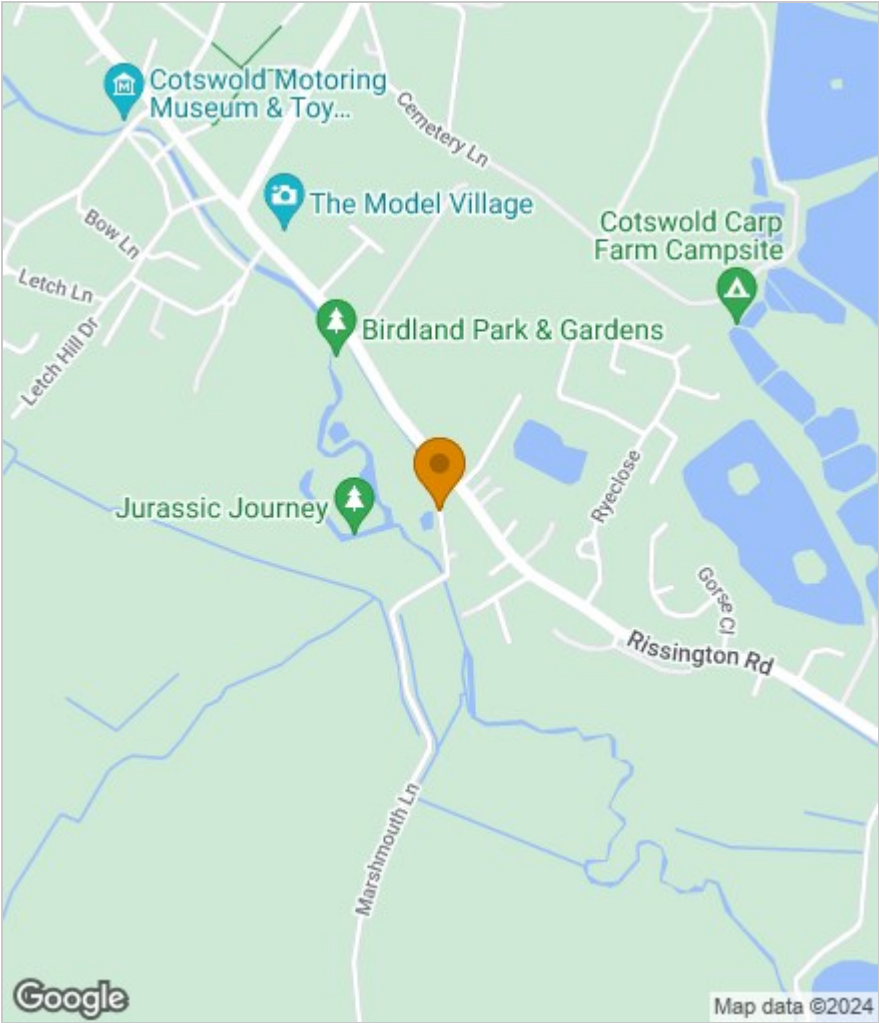 Cotswold Motoring
Museum & Toy...
Cemetery Ln
The Model Village
Bow Ln
Cotswold Carp
Farm Campsite
Letch Ln
Letch Hill Dr
Birdland Park & Gardens
Ryeclose
Jurassic Journey
Gorse Cl
Rissington Rd
Marshmouth Ln
Google
Map data ©2024